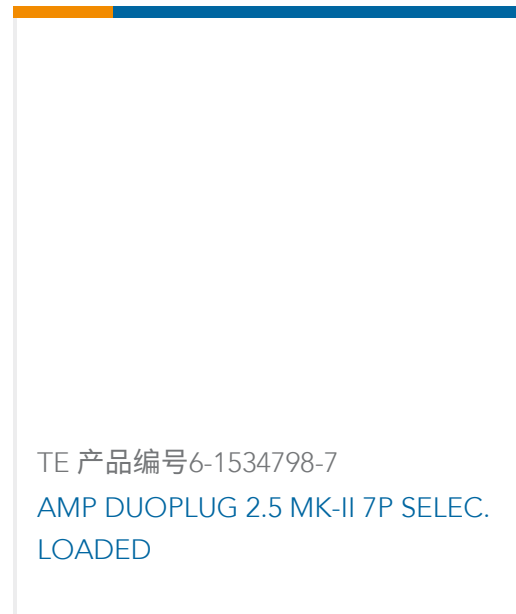 TE 产品编号6-1534798-7
AMP DUOPLUG 2.5 MK-II 7P SELEC.
LOADED